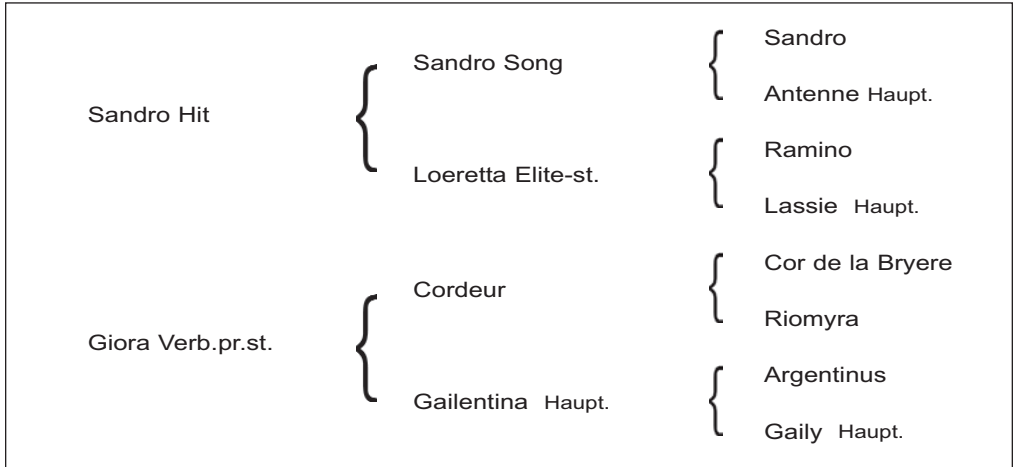 Sandro
Sandro Song
Antenne Haupt.
Sandro Hit
Ramino
Loeretta Elite-st.
Lassie Haupt.
Cor de la Bryere
Cordeur
Riomyra
Giora Verb.pr.st.
Argentinus
Gailentina Haupt.
Gaily Haupt.